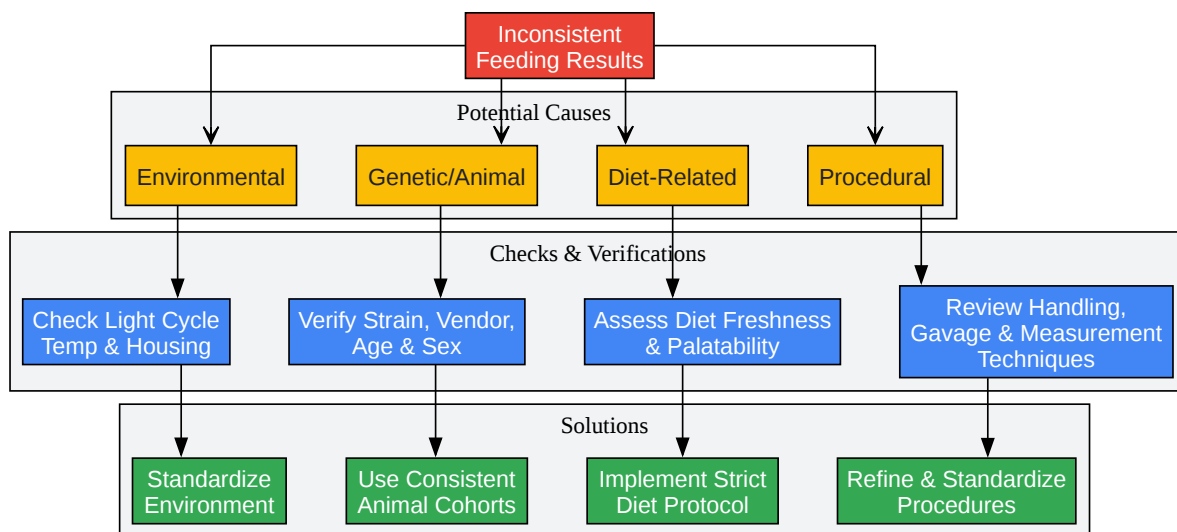 Inconsistent
Feeding Results
Potential Causes
Environmental
Genetic/Animal
Diet-Related
Procedural
Checks & Verifications
Check Light Cycle
Temp & Housing
Verify Strain, Vendor,
Age & Sex
Assess Diet Freshness
& Palatability
Review Handling,
Gavage & Measurement
Techniques
Solutions
Standardize
Environment
Use Consistent
Animal Cohorts
Implement Strict
Diet Protocol
Refine & Standardize
Procedures